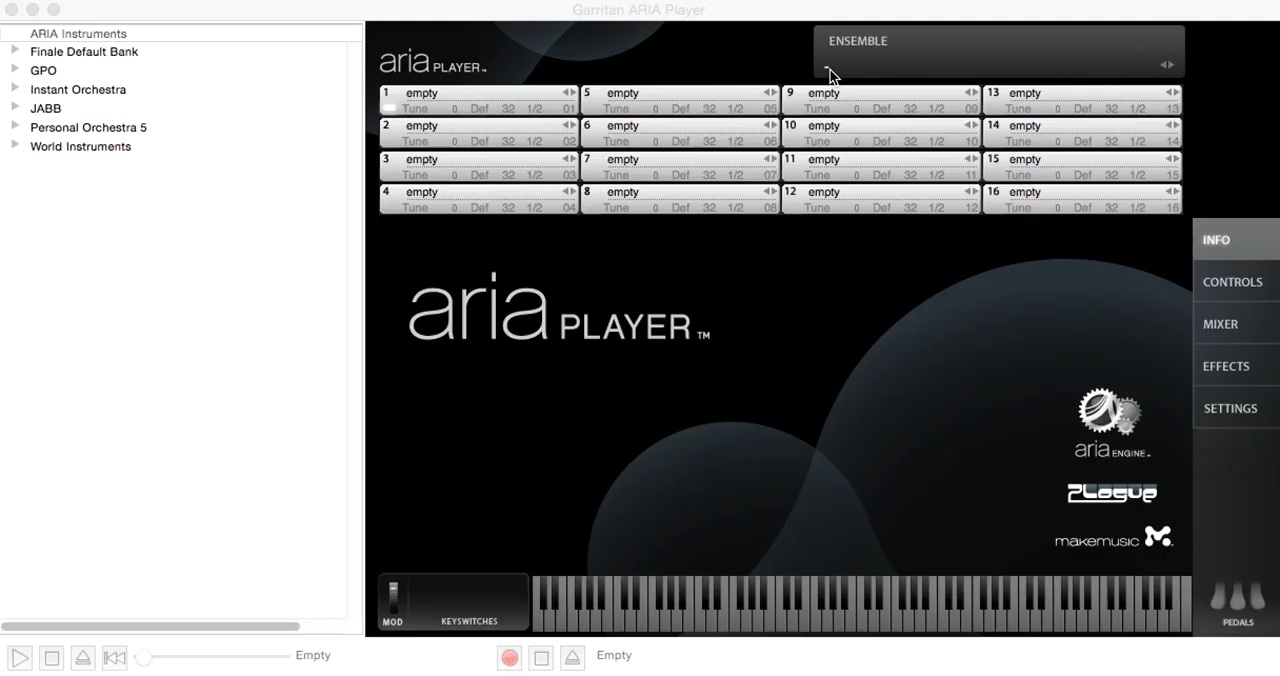 Garritan ARIA Player
ARIA Instruments
Finale Default Bank
GPO
Instant Orchestra
JABB
Personal Orchestra 5
World Instruments
aria PLAYER™
ENSEMBLE
-
1 empty
Tune 0 Def 32 1/2 01
5 empty
Tune 0 Def 32 1/2 05
9 empty
Tune 0 Def 32 1/2 09
13 empty
Tune 0 Def 32 1/2 13
2 empty
Tune 0 Def 32 1/2 02
6 empty
Tune 0 Def 32 1/2 06
10 empty
Tune 0 Def 32 1/2 10
14 empty
Tune 0 Def 32 1/2 14
3 empty
Tune 0 Def 32 1/2 03
7 empty
Tune 0 Def 32 1/2 07
11 empty
Tune 0 Def 32 1/2 11
15 empty
Tune 0 Def 32 1/2 15
4 empty
Tune 0 Def 32 1/2 04
8 empty
Tune 0 Def 32 1/2 08
12 empty
Tune 0 Def 32 1/2 12
16 empty
Tune 0 Def 32 1/2 16
INFO
CONTROLS
MIXER
EFFECTS
SETTINGS
aria PLAYER™
aria ENGINE™
Plogue
makemusic
MOD
KEYSWITCHES
PEDALS
Empty
Empty